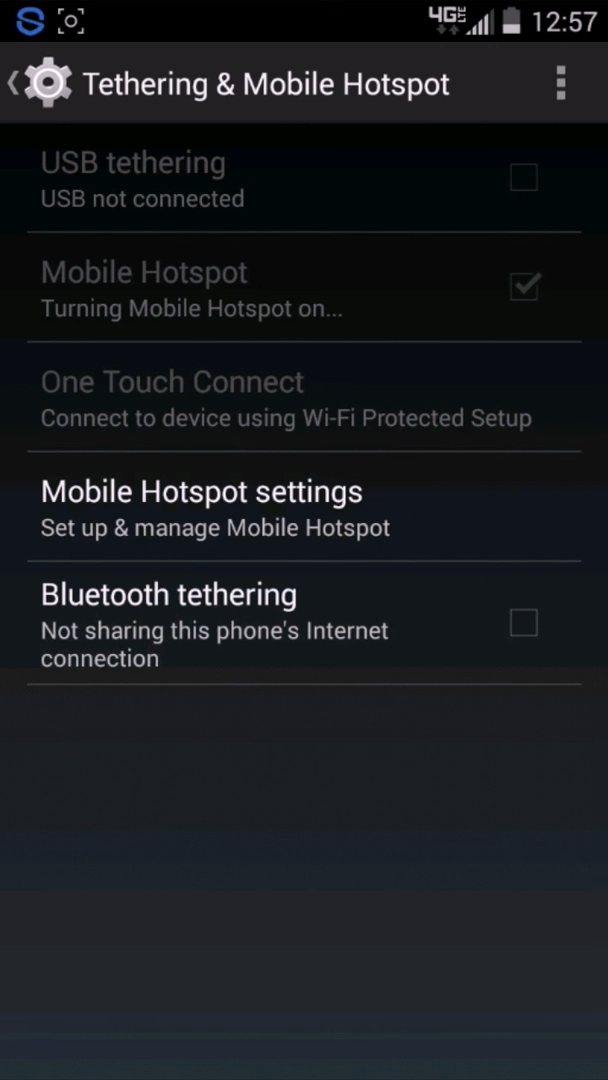 4G LTE 12:57
Tethering & Mobile Hotspot
USB tethering
USB not connected
Mobile Hotspot
Turning Mobile Hotspot on...
One Touch Connect
Connect to device using Wi-Fi Protected Setup
Mobile Hotspot settings
Set up & manage Mobile Hotspot
Bluetooth tethering
Not sharing this phone's Internet
connection